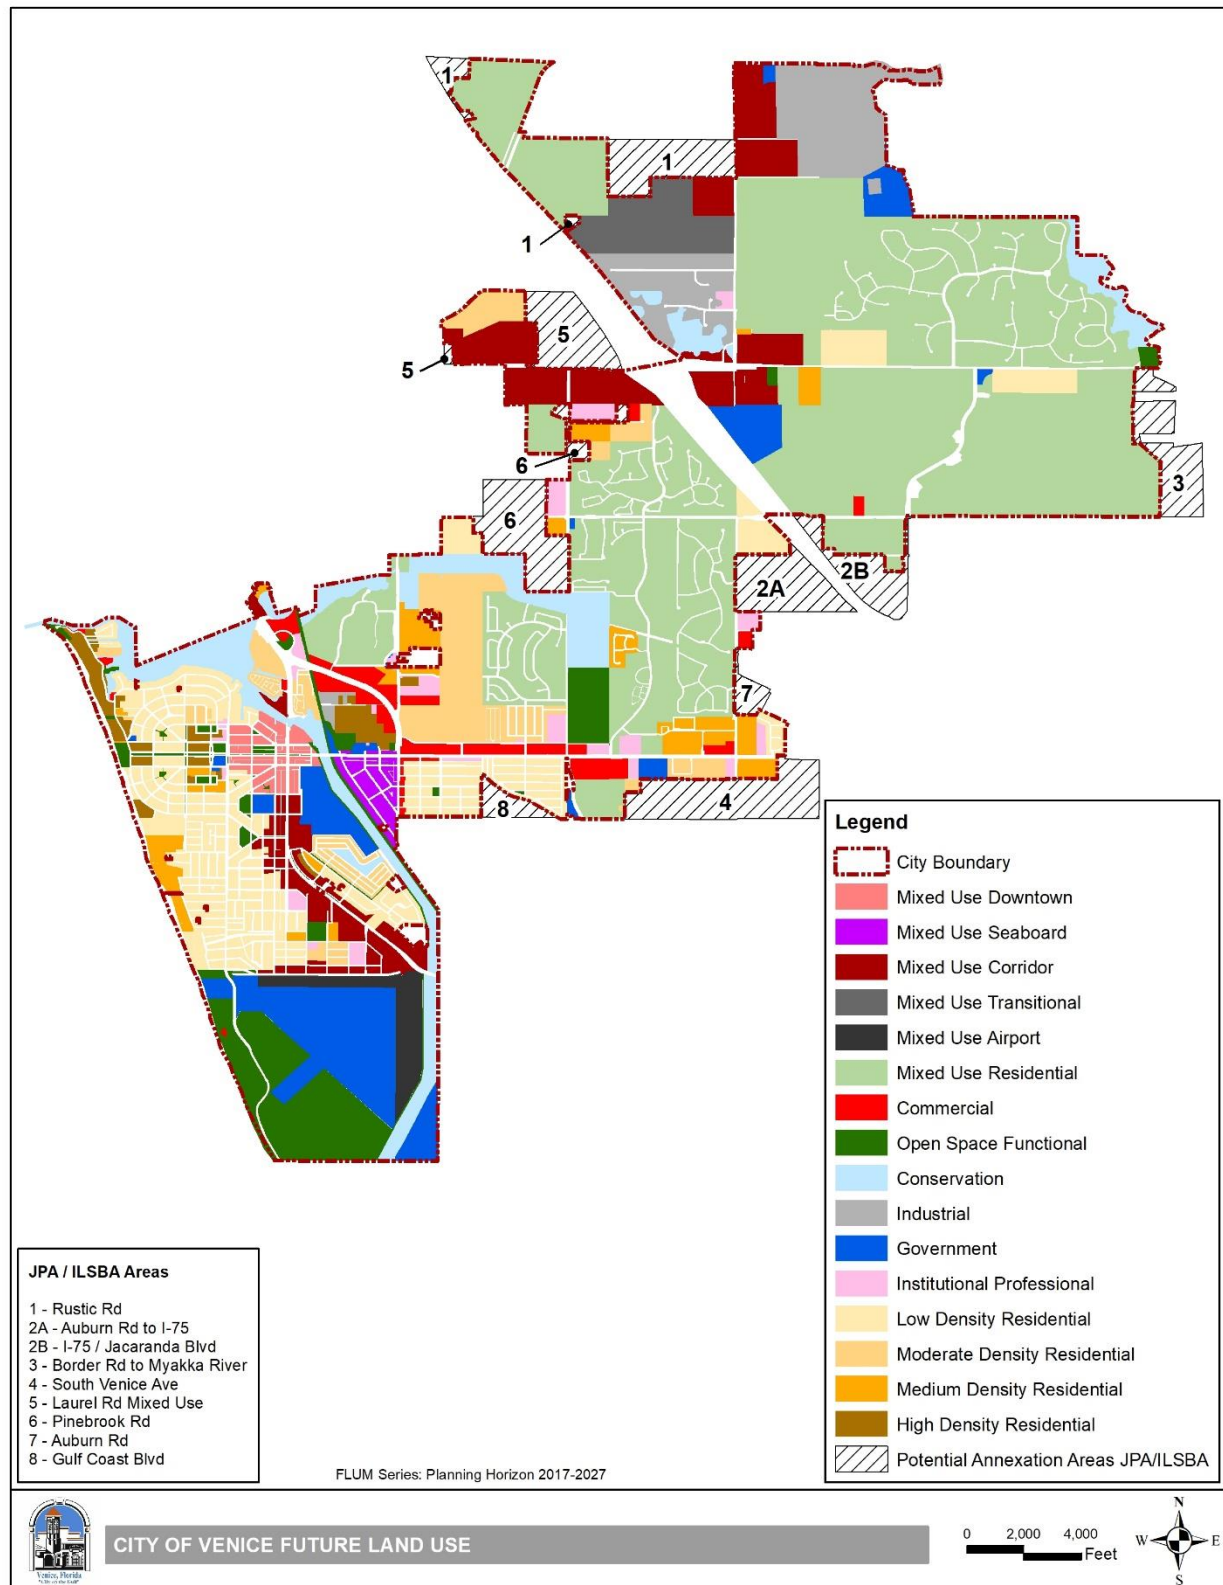 1
1
1
5
5
6
6
3
2A
2B
7
8
4
Legend
City Boundary
Mixed Use Downtown
Mixed Use Seaboard
Mixed Use Corridor
Mixed Use Transitional
Mixed Use Airport
Mixed Use Residential
Commercial
Open Space Functional
Conservation
Industrial
Government
Institutional Professional
Low Density Residential
Moderate Density Residential
Medium Density Residential
High Density Residential
Potential Annexation Areas JPA/ILSBA
JPA / ILSBA Areas
1 - Rustic Rd
2A - Auburn Rd to I-75
2B - I-75 / Jacaranda Blvd
3 - Border Rd to Myakka River
4 - South Venice Ave
5 - Laurel Rd Mixed Use
6 - Pinebrook Rd
7 - Auburn Rd
8 - Gulf Coast Blvd
FLUM Series: Planning Horizon 2017-2027
Venice, Florida
"City on the Gulf"
CITY OF VENICE FUTURE LAND USE
0 2,000 4,000
Feet
N
W E
S